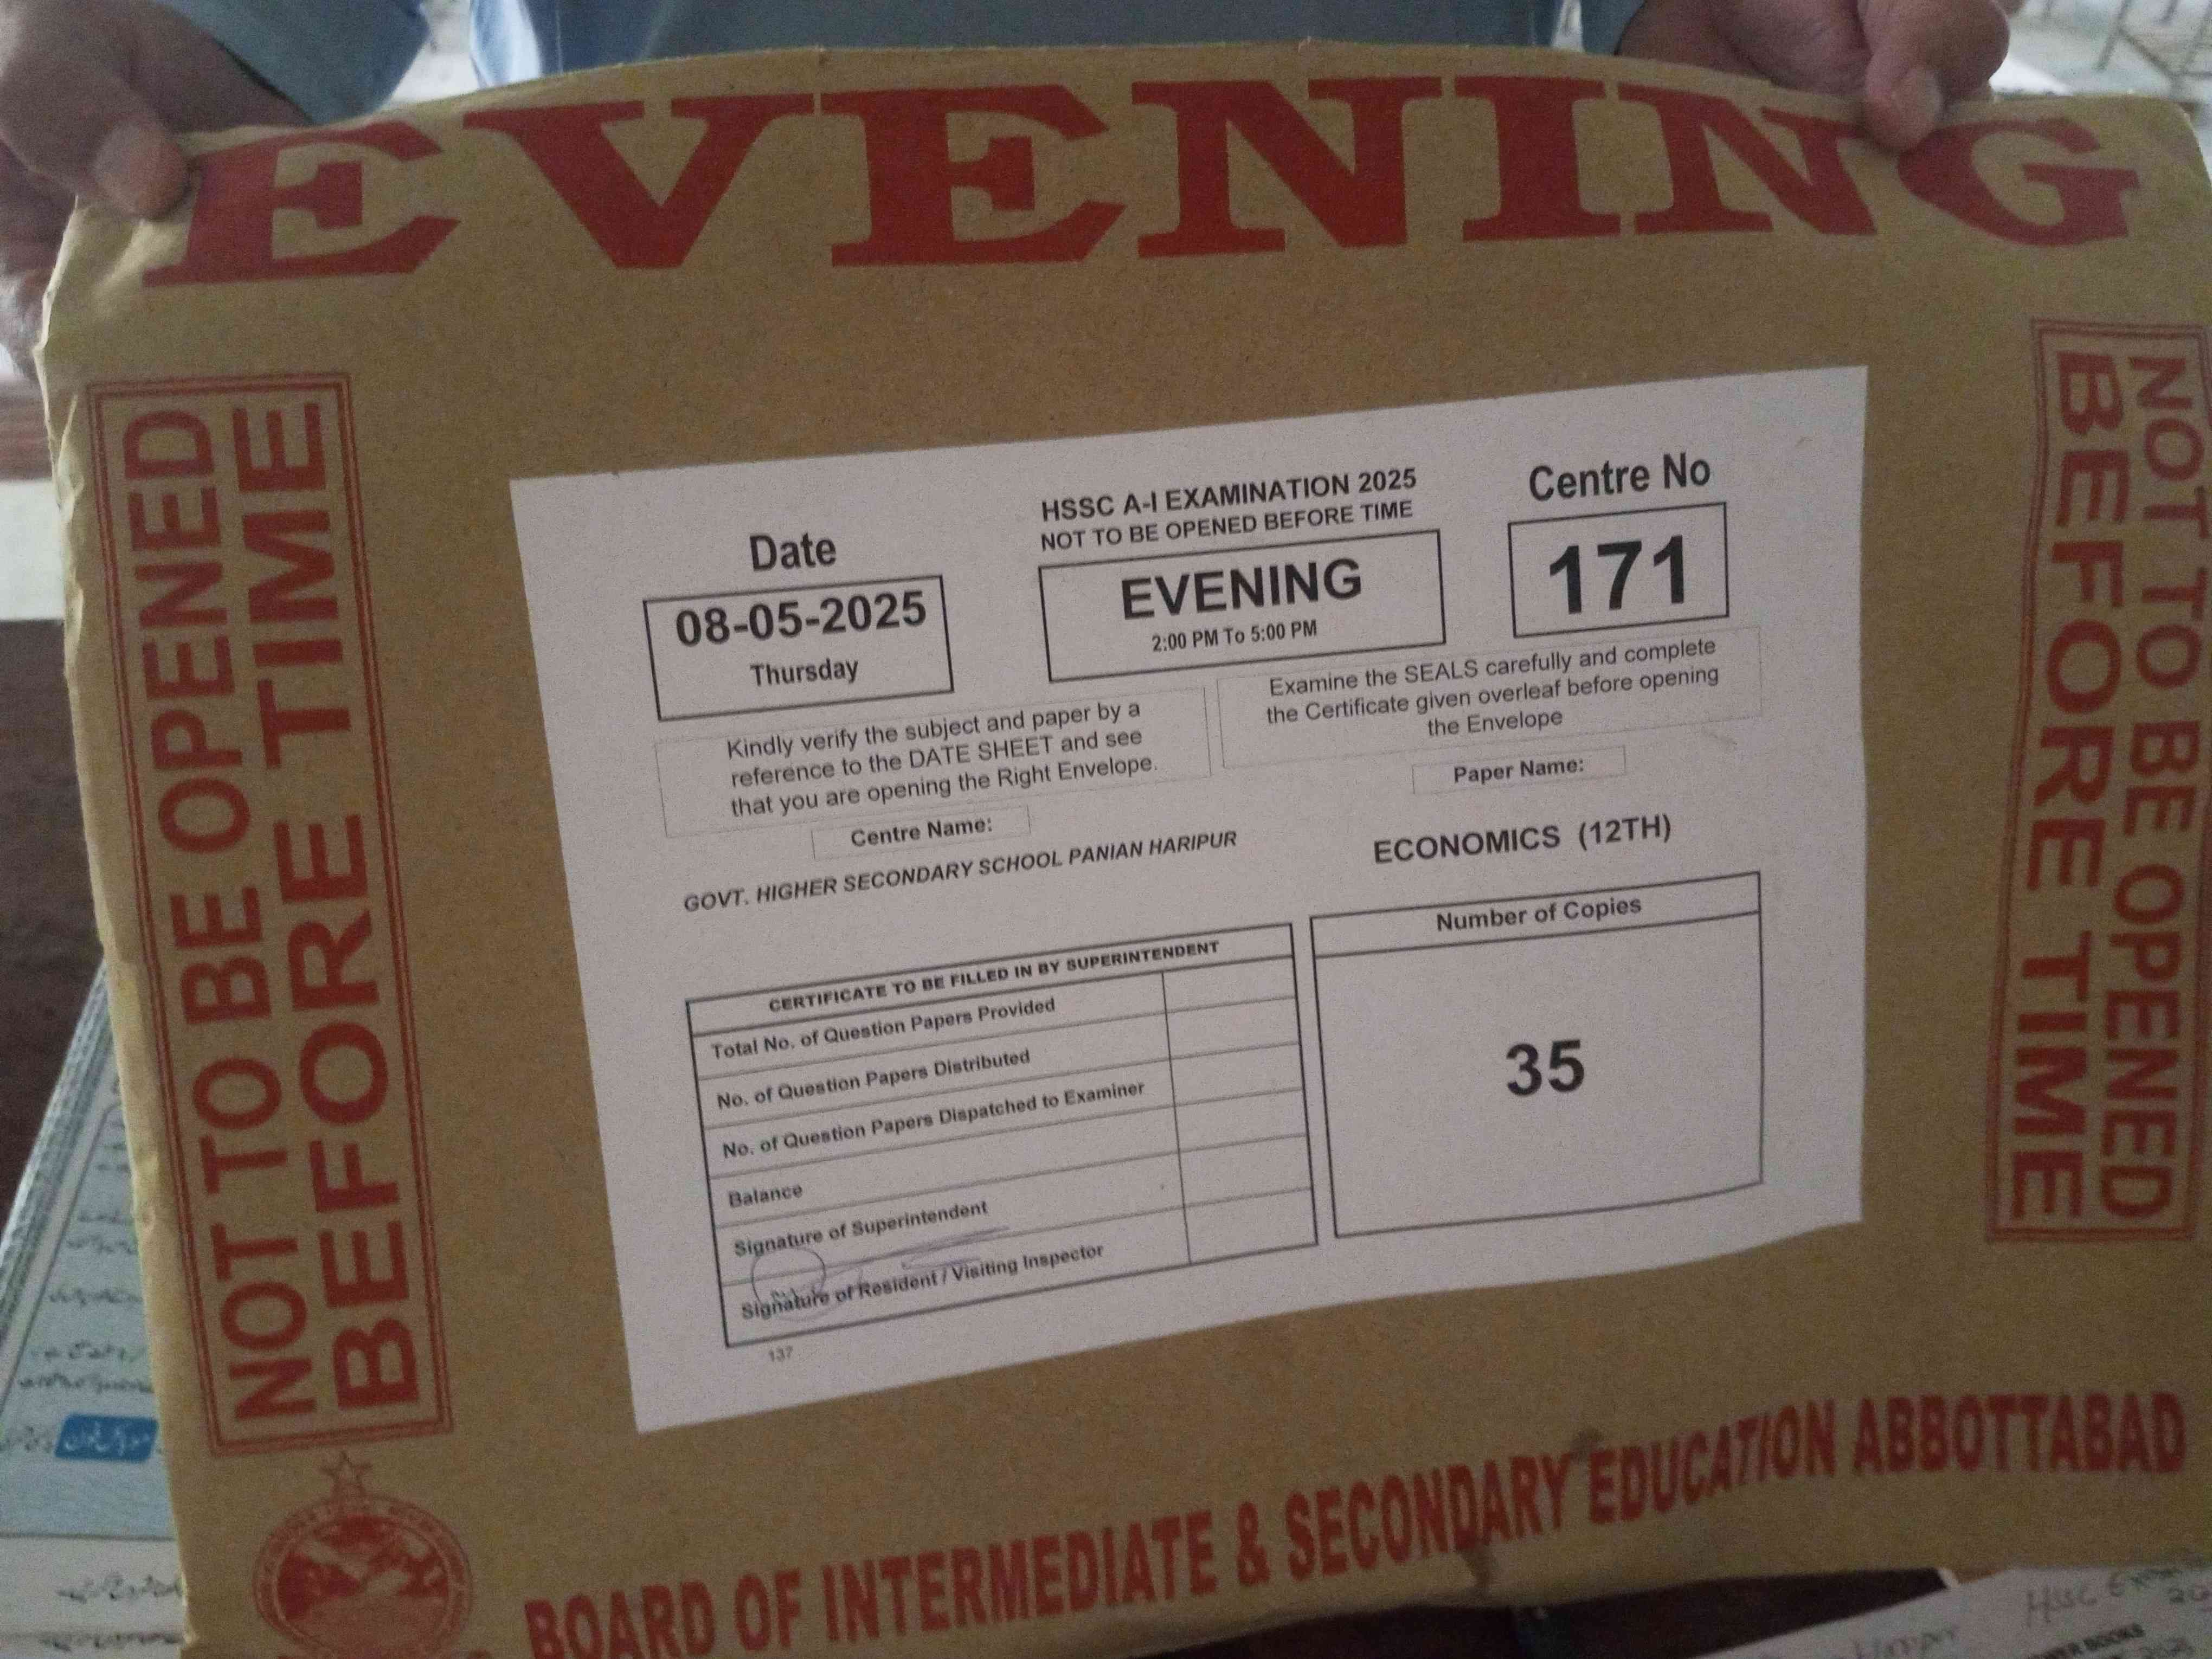 EVENING
NOT TO BE OPENED
BEFORE TIME
NOT TO BE OPENED
BEFORE TIME
HSSC A-I EXAMINATION 2025
NOT TO BE OPENED BEFORE TIME
Date
08-05-2025
Thursday
EVENING
2:00 PM To 5:00 PM
Centre No
171
Kindly verify the subject and paper by a
reference to the DATE SHEET and see
that you are opening the Right Envelope.
Examine the SEALS carefully and complete
the Certificate given overleaf before opening
the Envelope
Centre Name:
GOVT. HIGHER SECONDARY SCHOOL PANIAN HARIPUR
Paper Name:
ECONOMICS (12TH)
CERTIFICATE TO BE FILLED IN BY SUPERINTENDENT
Total No. of Question Papers Provided
No. of Question Papers Distributed
No. of Question Papers Dispatched to Examiner
Balance
Signature of Superintendent
Signature of Resident / Visiting Inspector
137
Number of Copies
35
BOARD OF INTERMEDIATE & SECONDARY EDUCATION ABBOTTABAD
HSSC
BOOKS